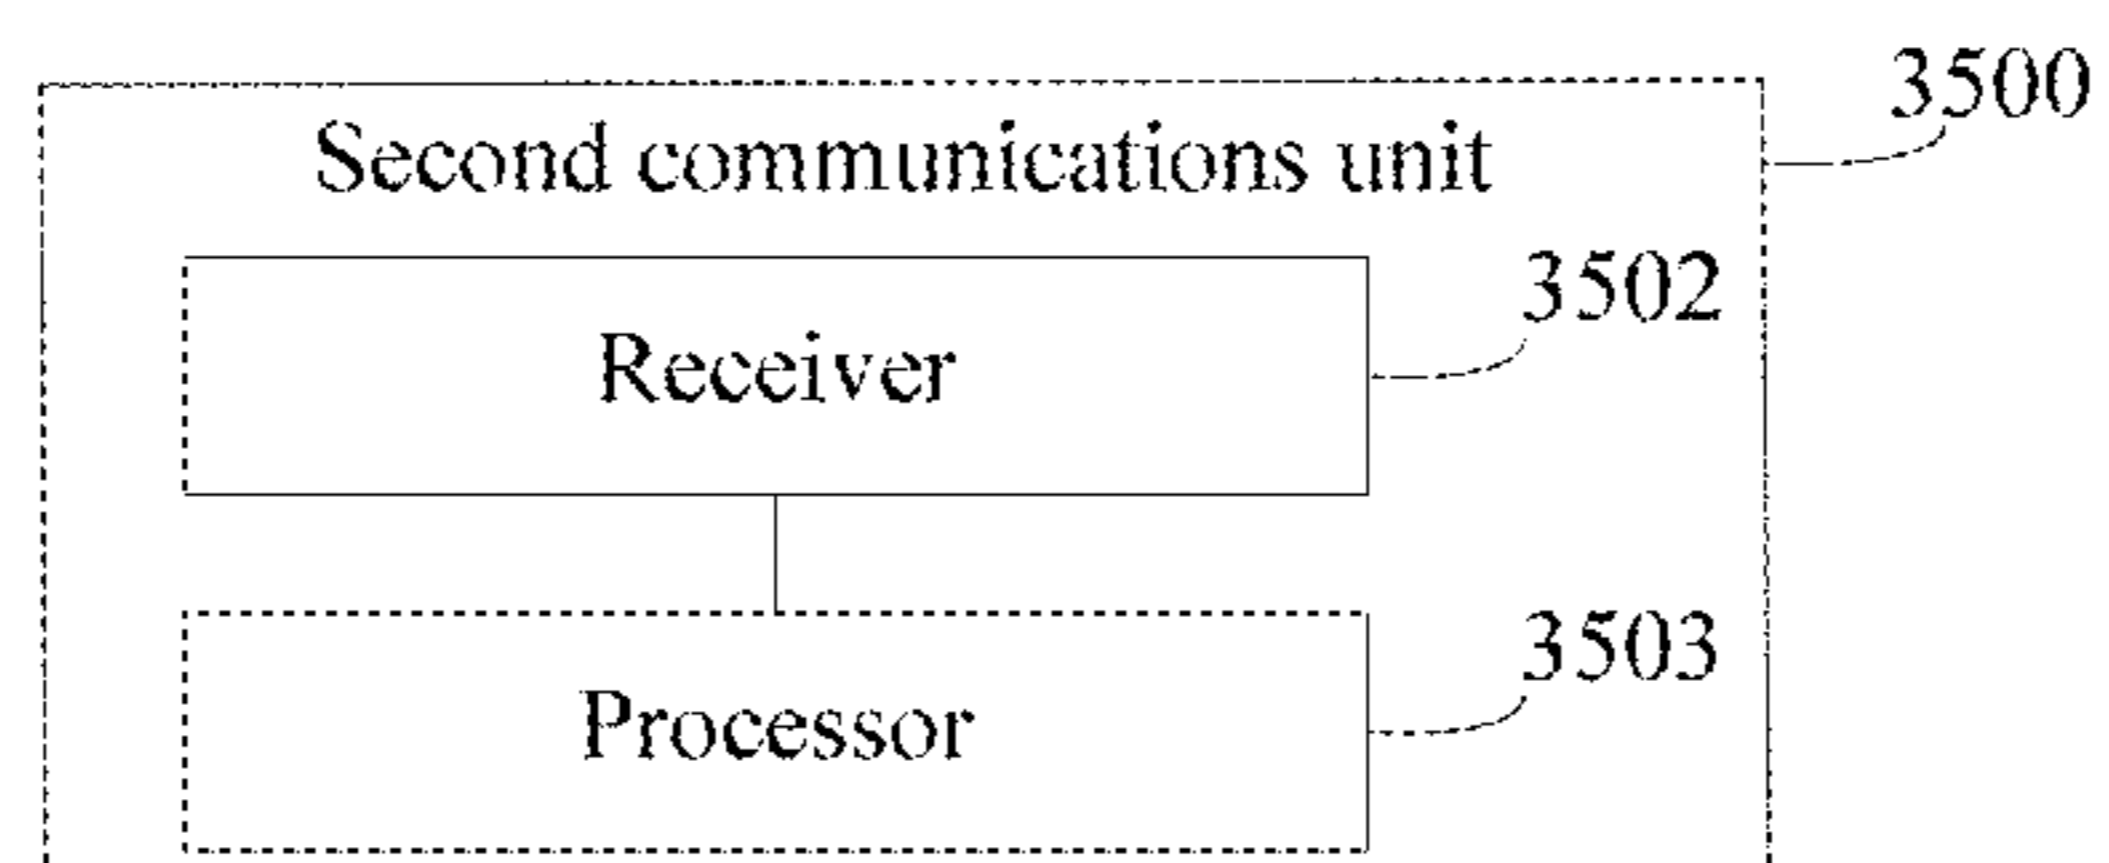 3500
Second communications unit
3502
Receiver
3503
Processor